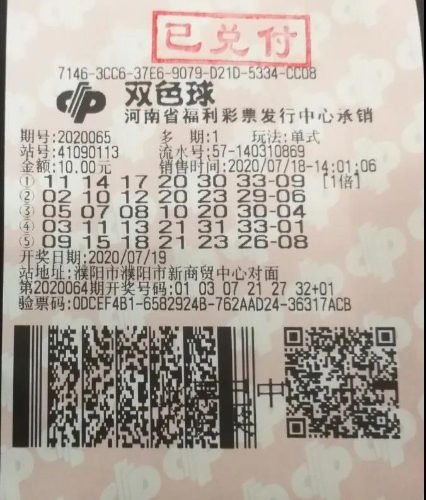 已兑付
7146-3CC6-37E6-9079-D21D-5334-CC08
双色球
河南省福利彩票发行中心承销
期号:2020065 多 期:1 玩法:单式
站号:41090113 流水号:57-140310869
金额:10.00元 销售时间:2020/07/18-14:01:06
① 11 14 17 20 30 33-09 [1倍]
② 02 10 12 20 23 29-06
③ 05 07 08 10 20 30-04
④ 03 11 13 21 31 33-01
⑤ 09 15 18 21 23 26-08
开奖日期:2020/07/19
站地址:濮阳市濮阳市新商贸中心对面
第2020064期开奖号码:01 03 07 21 27 32+01
验票码:0DCEF4B1-6582924B-762AAD24-36317ACB